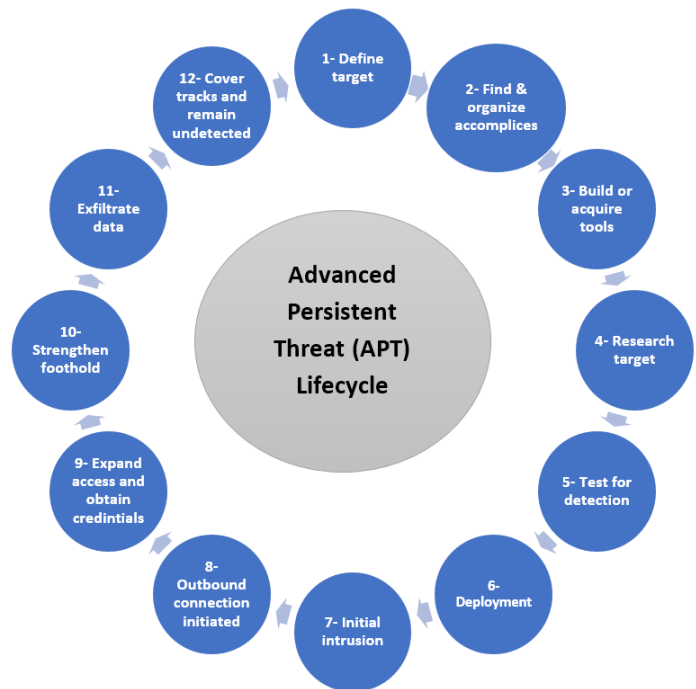 1- Define
target
2- Find &
organize
accomplices
3- Build or
acquire
tools
4- Research
target
5- Test for
detection
6-
Deployment
7- Initial
intrusion
8-
Outbound
connection
initiated
9- Expand
access and
obtain
credintials
10-
Strengthen
foothold
11-
Exfiltrate
data
12- Cover
tracks and
remain
undetected
Advanced
Persistent
Threat (APT)
Lifecycle